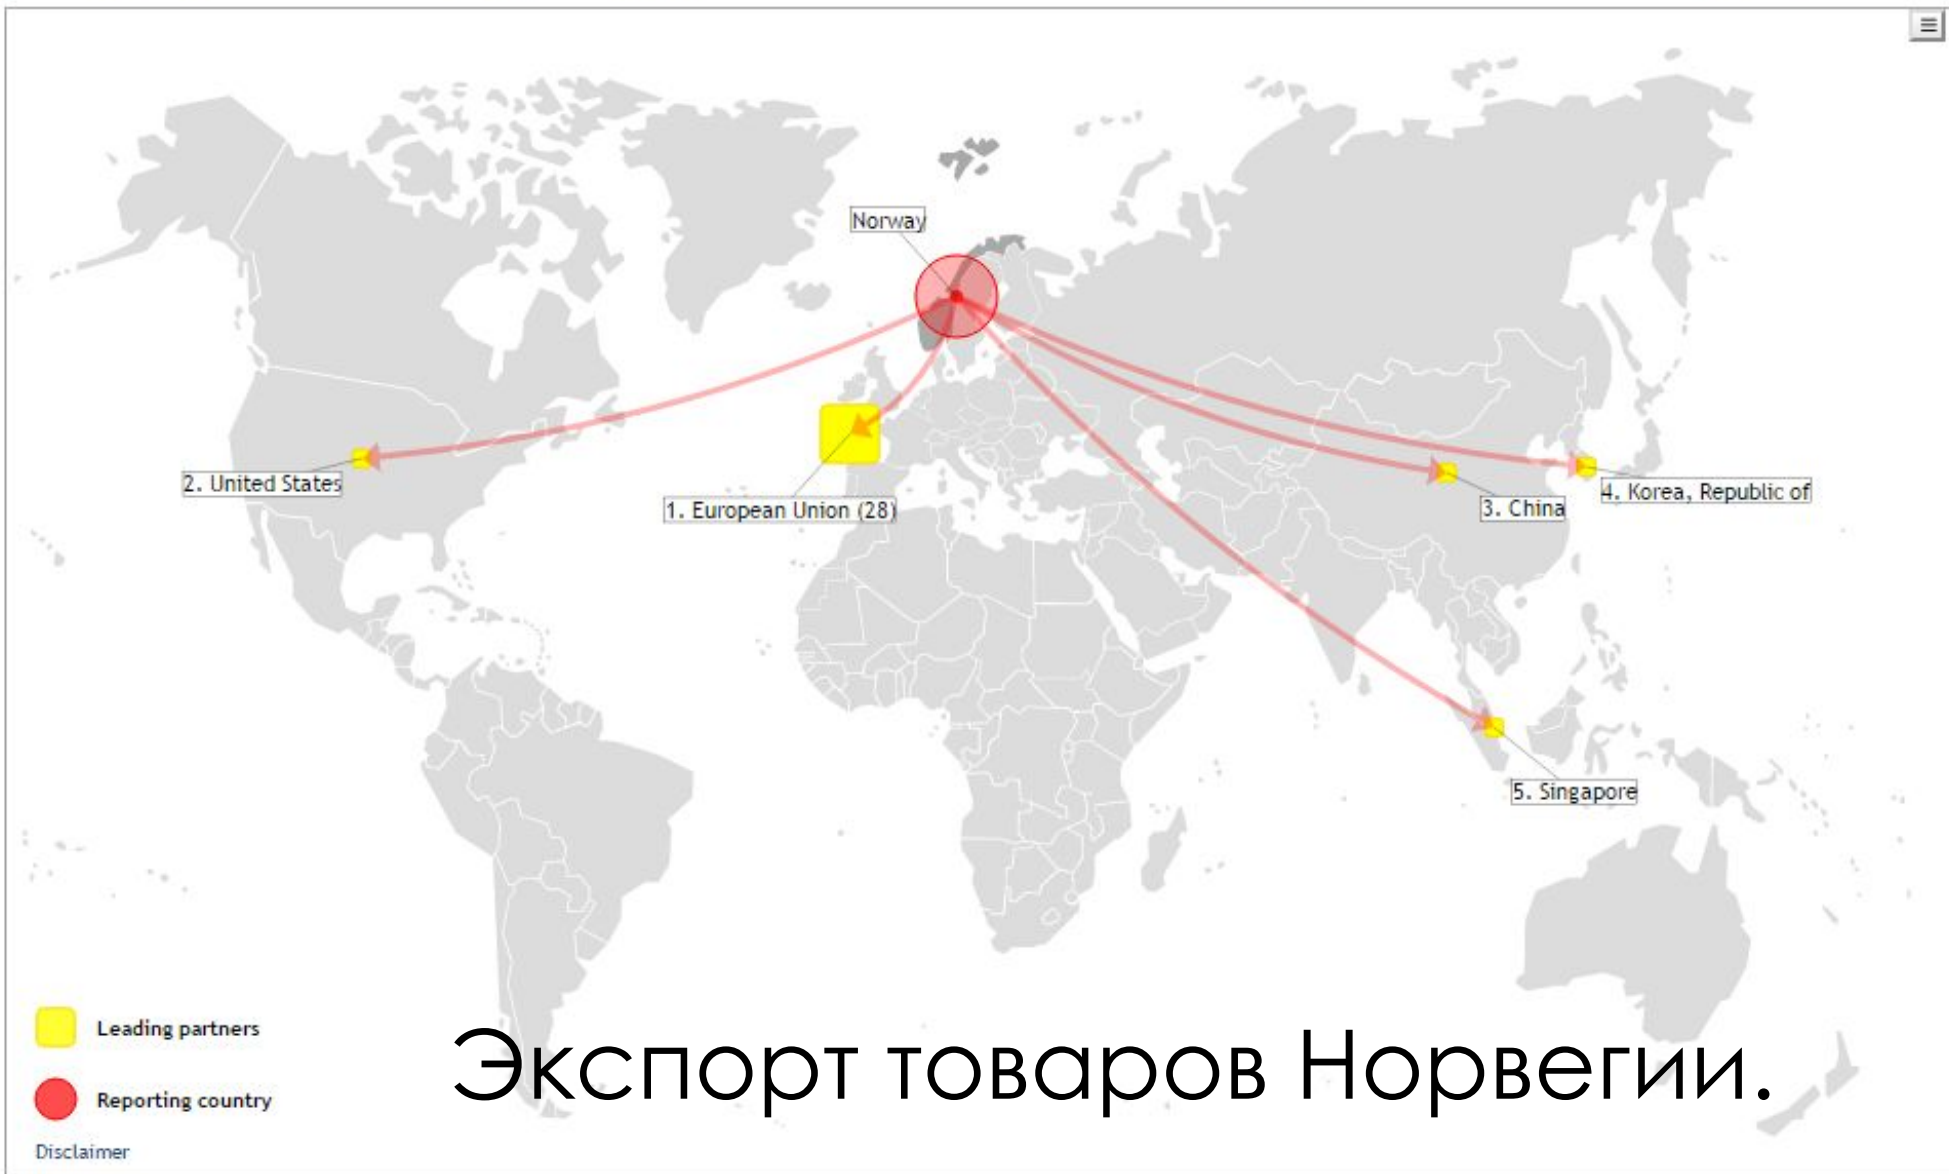 Norway
2. United States
1. European Union (28)
4. Korea, Republic of
3. China
5. Singapore
Leading partners
Экспорт товаров Норвегии.
Reporting country
Disclaimer